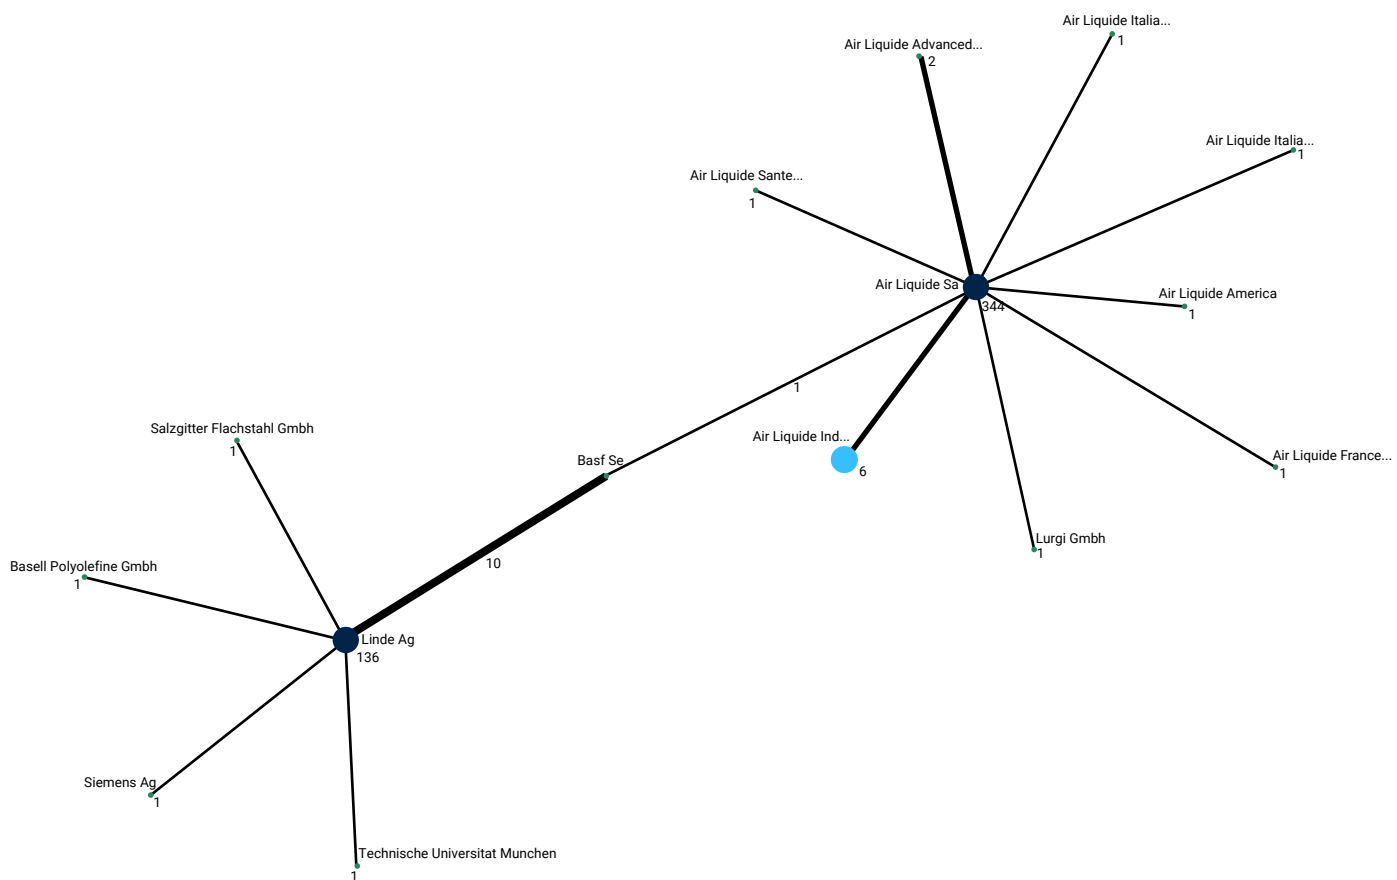 Air Liquide Italia...
1
Air Liquide Advanced...
2
Air Liquide Italia...
1
Air Liquide Sante...
1
Air Liquide Sa
344
Air Liquide America
1
1
Air Liquide Ind...
6
Air Liquide France...
1
Salzgitter Flachstahl Gmbh
1
Basf Se
Lurgi Gmbh
1
10
Basell Polyolefine Gmbh
1
Linde Ag
136
Siemens Ag
1
Technische Universitat Munchen
1